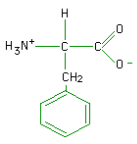 H
H₃N⁺ C C O
O⁻
CH₂